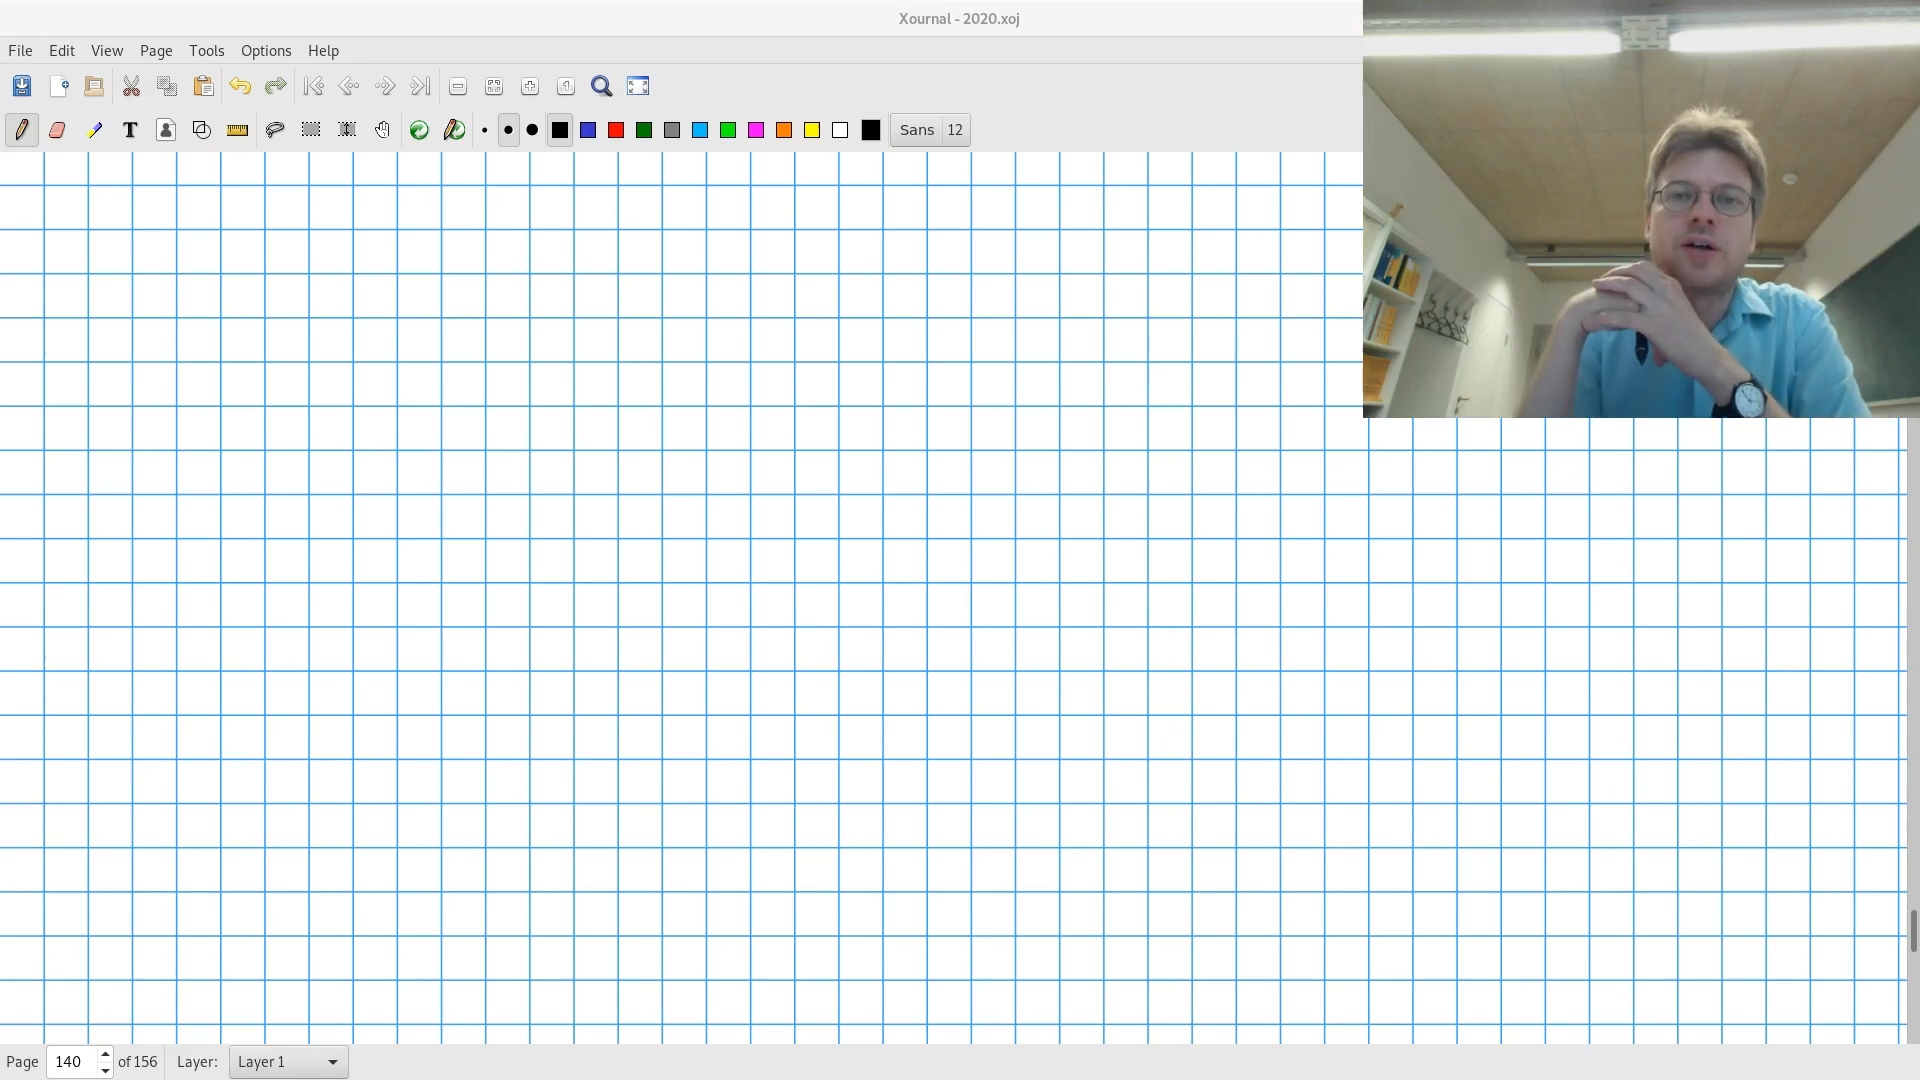 Xournal - 2020.xoj
File Edit View Page Tools Options Help
T
Sans 12
Page 140 of 156 Layer: Layer 1